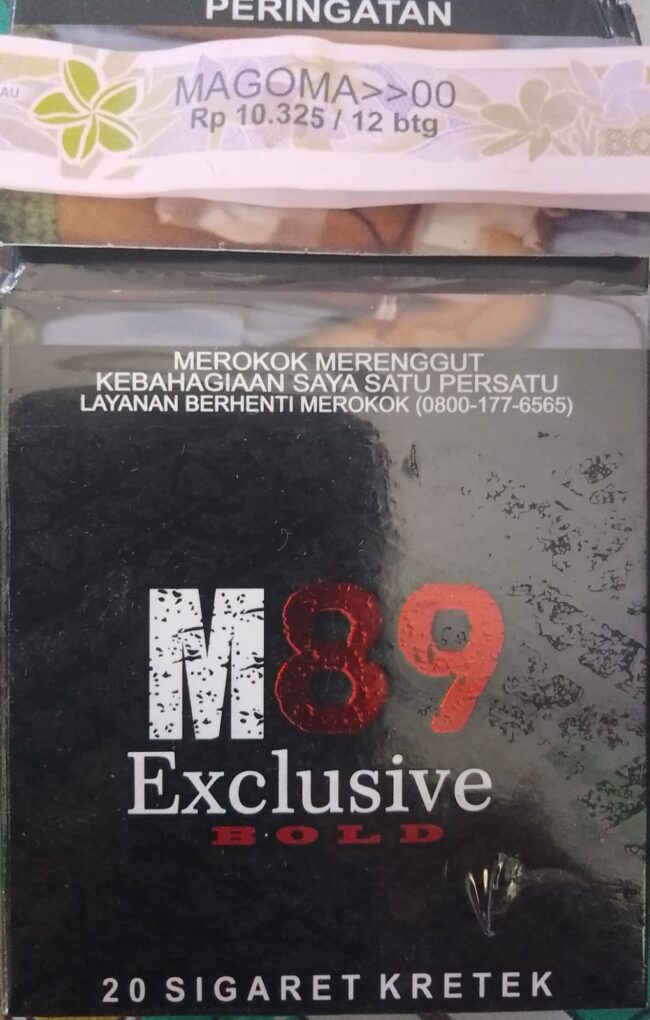 PERINGATAN
AU
MAGOMA>>00
Rp 10.325 / 12 btg
MEROKOK MERENGGUT
KEBAHAGIAAN SAYA SATU PERSATU
LAYANAN BERHENTI MEROKOK (0800-177-6565)
M89
Exclusive
BOLD
20 SIGARET KRETEK